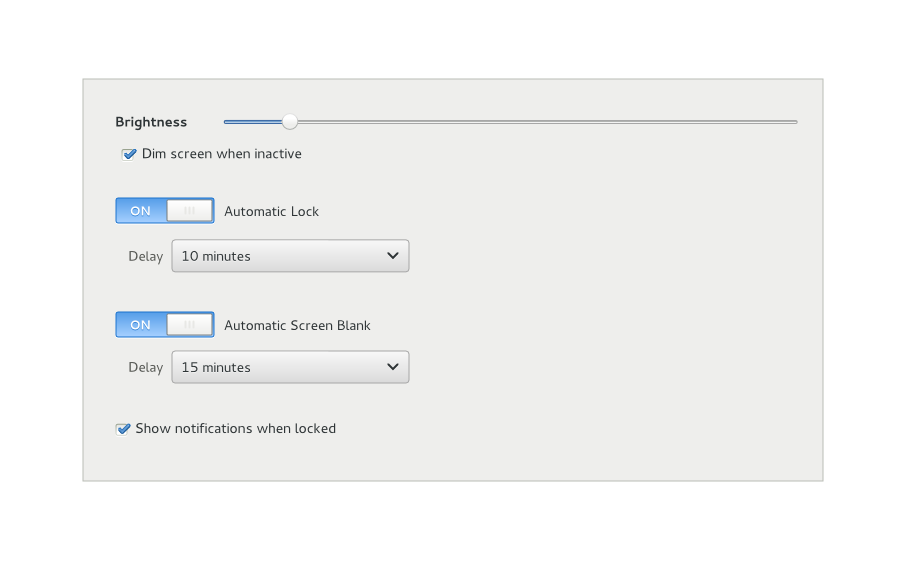 Brightness
Dim screen when inactive
ON Automatic Lock
Delay 10 minutes
ON Automatic Screen Blank
Delay 15 minutes
Show notifications when locked